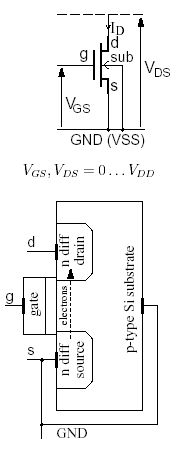 I_D
d
g
sub
V_DS
s
V_GS
GND (VSS)
V_GS, V_DS = 0 . . . V_DD
d
n diff
drain
g
gate
electrons
p-type Si substrate
s
n diff
source
GND